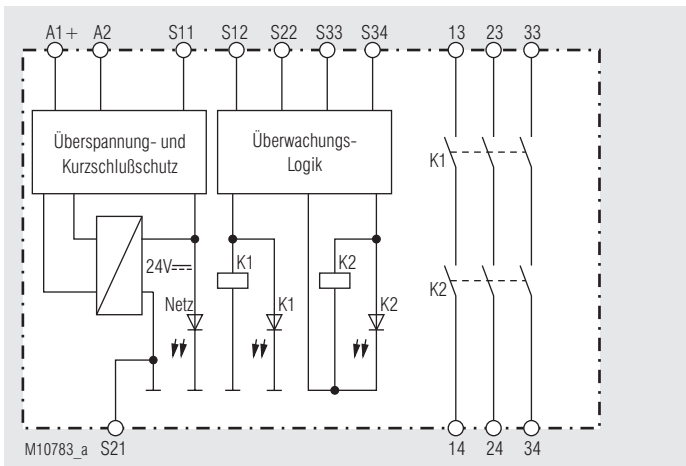 A1+ A2 S11 S12 S22 S33 S34 13 23 33
Überspannung- und
Kurzschlußschutz
Überwachungs-
Logik
K1
24V
K1
K2
Netz
K1
K2
K2
M10783_a S21 14 24 34